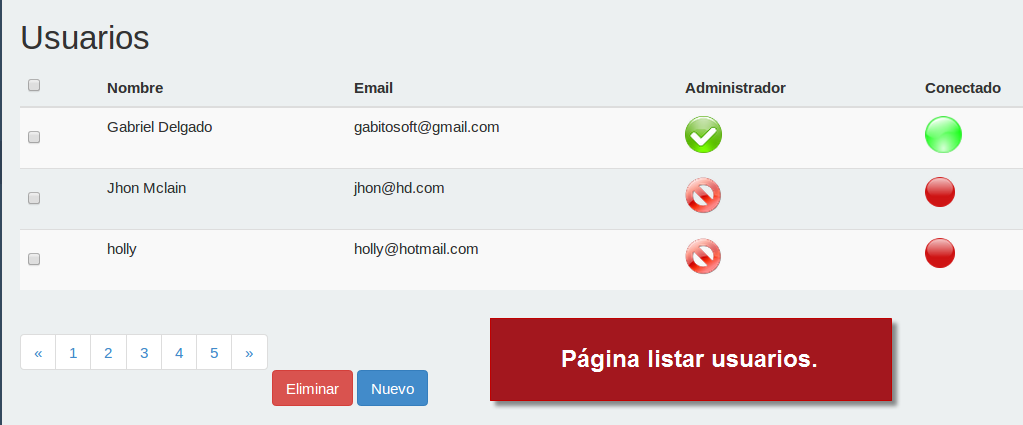 Usuarios
Nombre Email Administrador Conectado
Gabriel Delgado gabitosoft@gmail.com
Jhon Mclain jhon@hd.com
holly holly@hotmail.com
« 1 2 3 4 5 »
Página listar usuarios.
Eliminar Nuevo